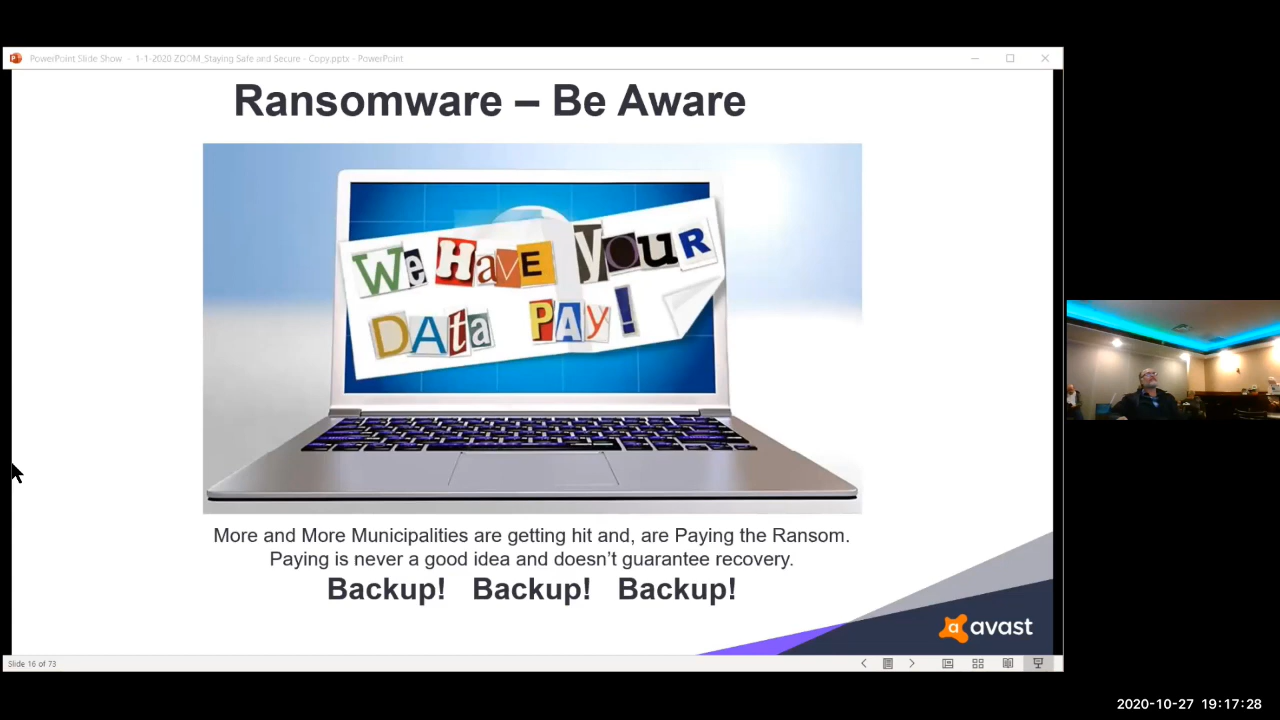 PowerPoint Slide Show - 1-1-2020 ZOOM_Staying Safe and Secure - Copy.pptx - PowerPoint
Ransomware – Be Aware
We Have your
DAta PAy!
More and More Municipalities are getting hit and, are Paying the Ransom.
Paying is never a good idea and doesn't guarantee recovery.
Backup! Backup! Backup!
avast
Slide 16 of 73
2020-10-27 19:17:28